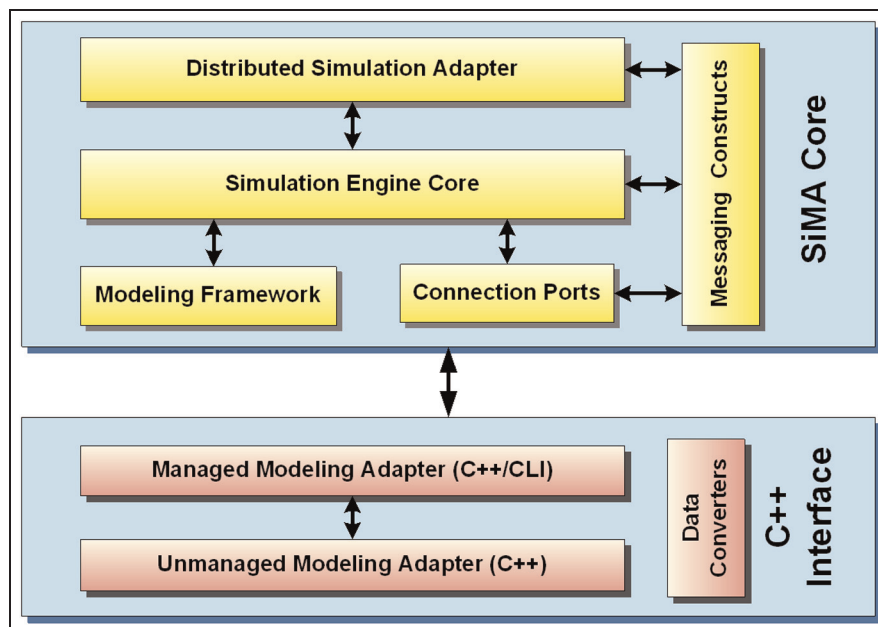 Distributed Simulation Adapter
Simulation Engine Core
Modeling Framework
Connection Ports
Messaging Constructs
SiMA Core
Managed Modeling Adapter (C++/CLI)
Unmanaged Modeling Adapter (C++)
Data
Converters
C++
Interface